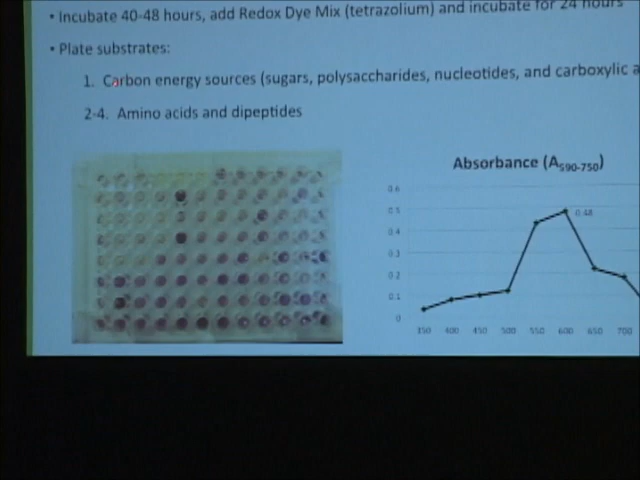 • Incubate 40-48 hours, add Redox Dye Mix (tetrazolium) and incubate for 24 hours
• Plate substrates:
1. Carbon energy sources (sugars, polysaccharides, nucleotides, and carboxylic a
2-4. Amino acids and dipeptides
Absorbance (A590-750)
0.6
0.5
0.48
0.4
0.3
0.2
0.1
0
350 400 450 500 550 600 650 700